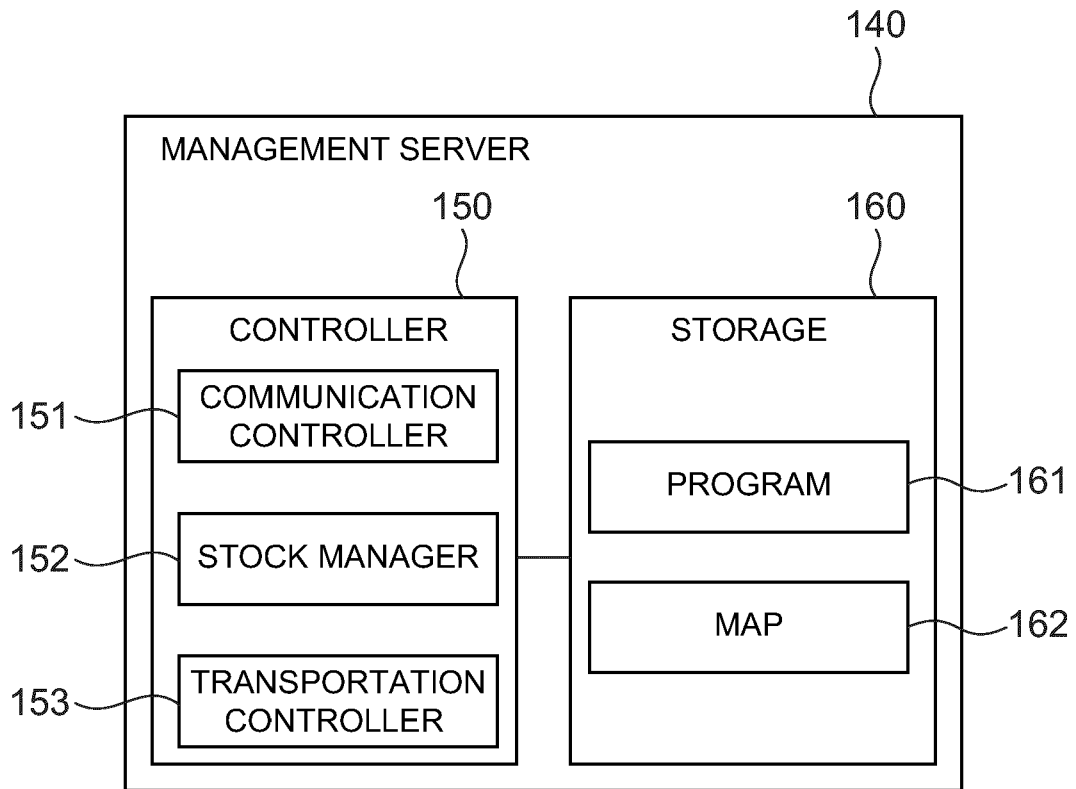 140
MANAGEMENT SERVER
150
160
CONTROLLER
STORAGE
151
COMMUNICATION
CONTROLLER
PROGRAM
161
152
STOCK MANAGER
MAP
162
153
TRANSPORTATION
CONTROLLER